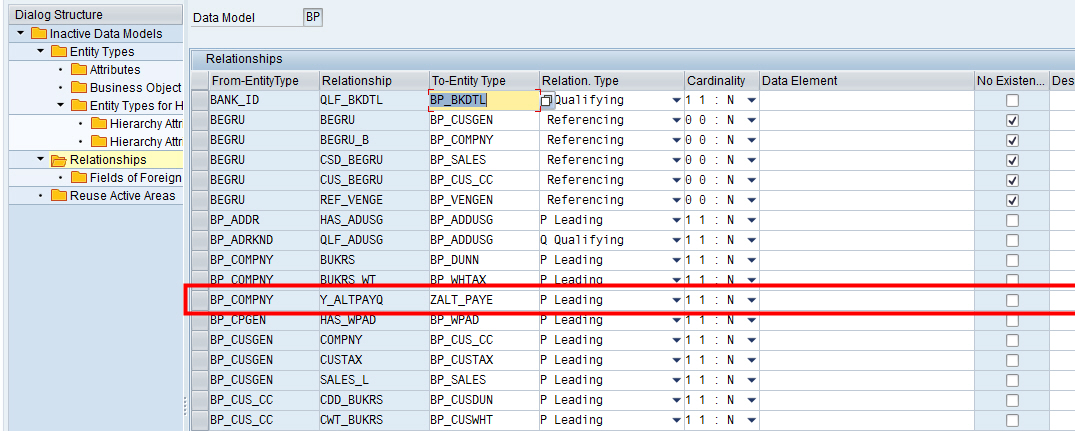 Dialog Structure
Inactive Data Models
Entity Types
Attributes
Business Object
Entity Types for H
Hierarchy Attri
Hierarchy Attri
Relationships
Fields of Foreign
Reuse Active Areas
Data Model BP
Relationships
From-EntityType Relationship To-Entity Type Relation. Type Cardinality Data Element No Existen... Des
BANK_ID QLF_BKDTL BP_BKDTL Qualifying 1 1 : N
BEGRU BEGRU BP_CUSGEN Referencing 0 0 : N
BEGRU BEGRU_B BP_COMPNY Referencing 0 0 : N
BEGRU CSD_BEGRU BP_SALES Referencing 0 0 : N
BEGRU CUS_BEGRU BP_CUS_CC Referencing 0 0 : N
BEGRU REF_VENGE BP_VENGEN Referencing 0 0 : N
BP_ADDR HAS_ADUSG BP_ADDUSG P Leading 1 1 : N
BP_ADRKND QLF_ADUSG BP_ADDUSG Q Qualifying 1 1 : N
BP_COMPNY BUKRS BP_DUNN P Leading 1 1 : N
BP_COMPNY BUKRS_WT BP_WHTAX P Leading 1 1 : N
BP_COMPNY Y_ALTPAYQ ZALT_PAYE P Leading 1 1 : N
BP_CPGEN HAS_WPAD BP_WPAD P Leading 1 1 : N
BP_CUSGEN COMPNY BP_CUS_CC P Leading 1 1 : N
BP_CUSGEN CUSTAX BP_CUSTAX P Leading 1 1 : N
BP_CUSGEN SALES_L BP_SALES P Leading 1 1 : N
BP_CUS_CC CDD_BUKRS BP_CUSDUN P Leading 1 1 : N
BP_CUS_CC CWT_BUKRS BP_CUSWHT P Leading 1 1 : N